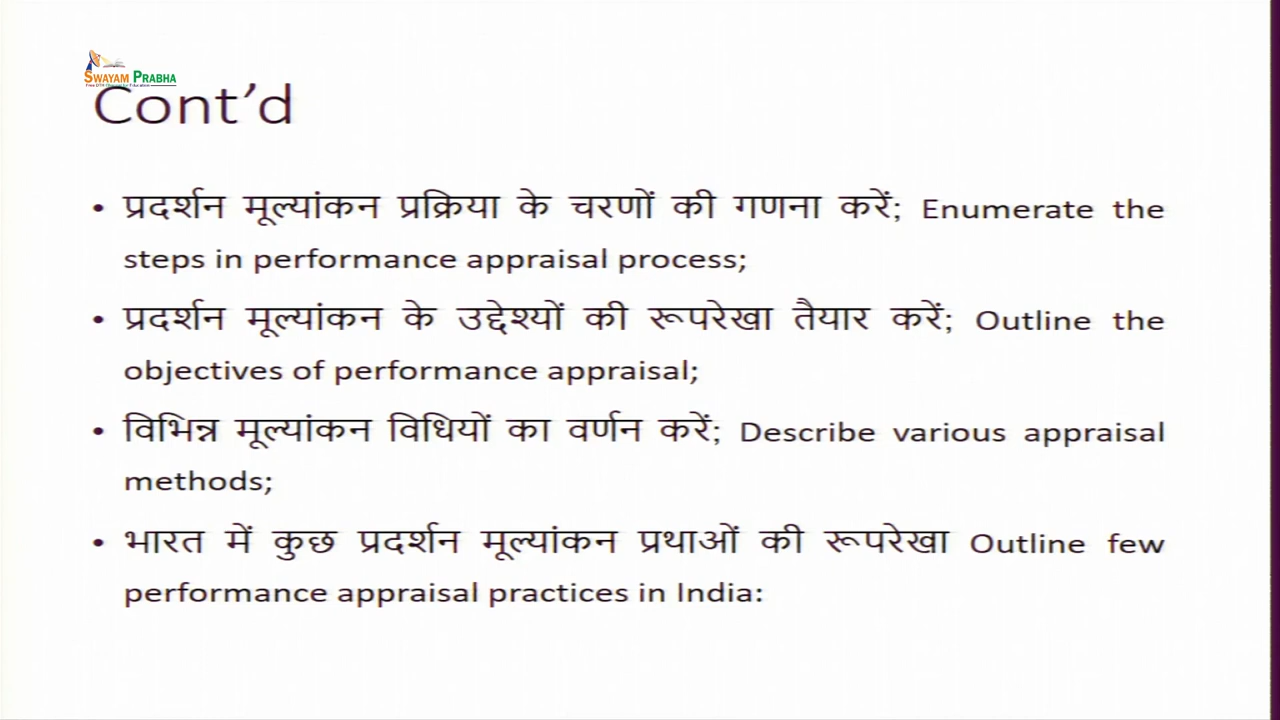 SWAYAM PRABHA
Cont'd
• प्रदर्शन मूल्यांकन प्रक्रिया के चरणों की गणना करें; Enumerate the
steps in performance appraisal process;
• प्रदर्शन मूल्यांकन के उद्देश्यों की रूपरेखा तैयार करें; Outline the
objectives of performance appraisal;
• विभिन्न मूल्यांकन विधियों का वर्णन करें; Describe various appraisal
methods;
• भारत में कुछ प्रदर्शन मूल्यांकन प्रथाओं की रूपरेखा Outline few
performance appraisal practices in India: